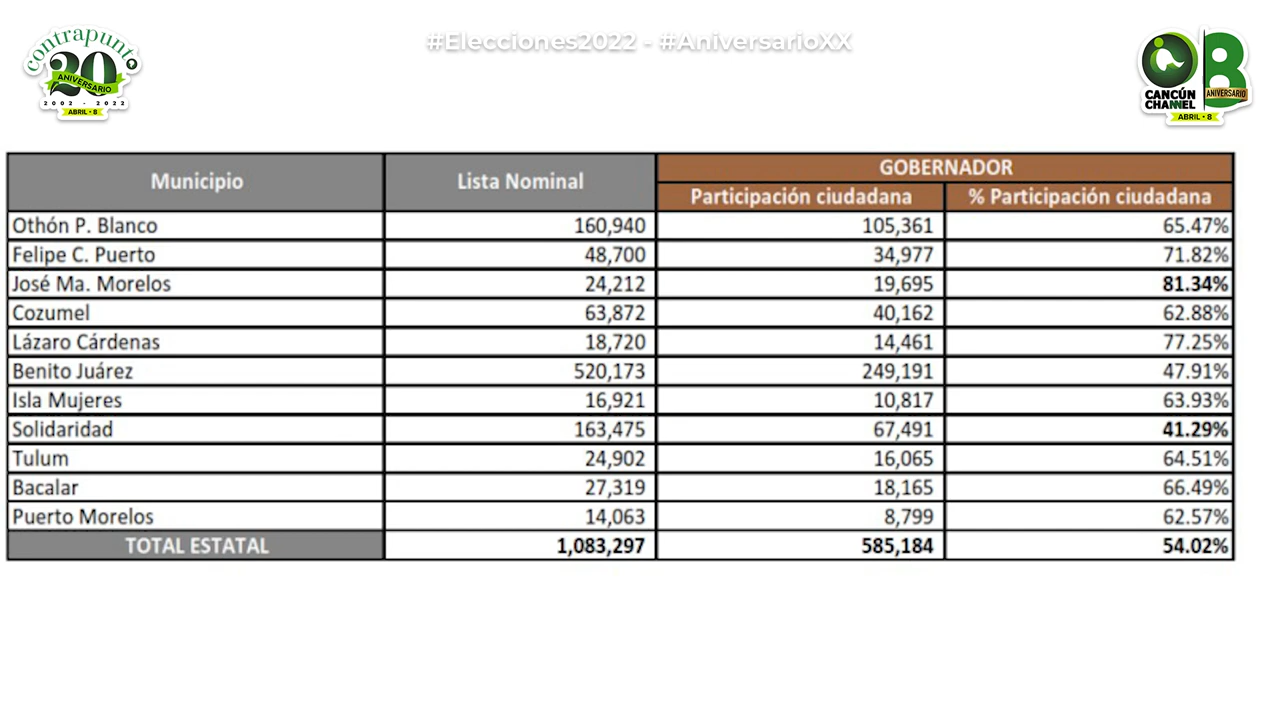 contrapunto
20
ANIVERSARIO
2002 - 2022
ABRIL • 8
#Elecciones2022 - #AniversarioXX
CANCÚN
CHANNEL
8
ANIVERSARIO
ABRIL • 8
Municipio Lista Nominal GOBERNADOR
Participación ciudadana % Participación ciudadana
Othón P. Blanco 160,940 105,361 65.47%
Felipe C. Puerto 48,700 34,977 71.82%
José Ma. Morelos 24,212 19,695 81.34%
Cozumel 63,872 40,162 62.88%
Lázaro Cárdenas 18,720 14,461 77.25%
Benito Juárez 520,173 249,191 47.91%
Isla Mujeres 16,921 10,817 63.93%
Solidaridad 163,475 67,491 41.29%
Tulum 24,902 16,065 64.51%
Bacalar 27,319 18,165 66.49%
Puerto Morelos 14,063 8,799 62.57%
TOTAL ESTATAL 1,083,297 585,184 54.02%